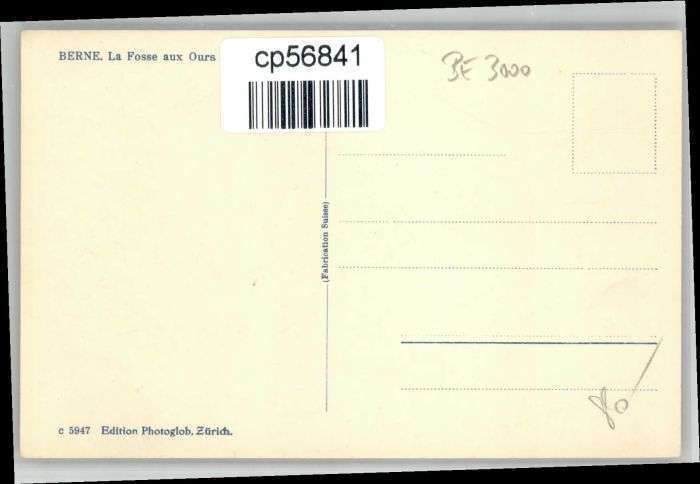 BERNE. La Fosse aux Ours
cp56841
BE 3000
(Fabrication Suisse)
80
c 5947 Edition Photoglob, Zürich.